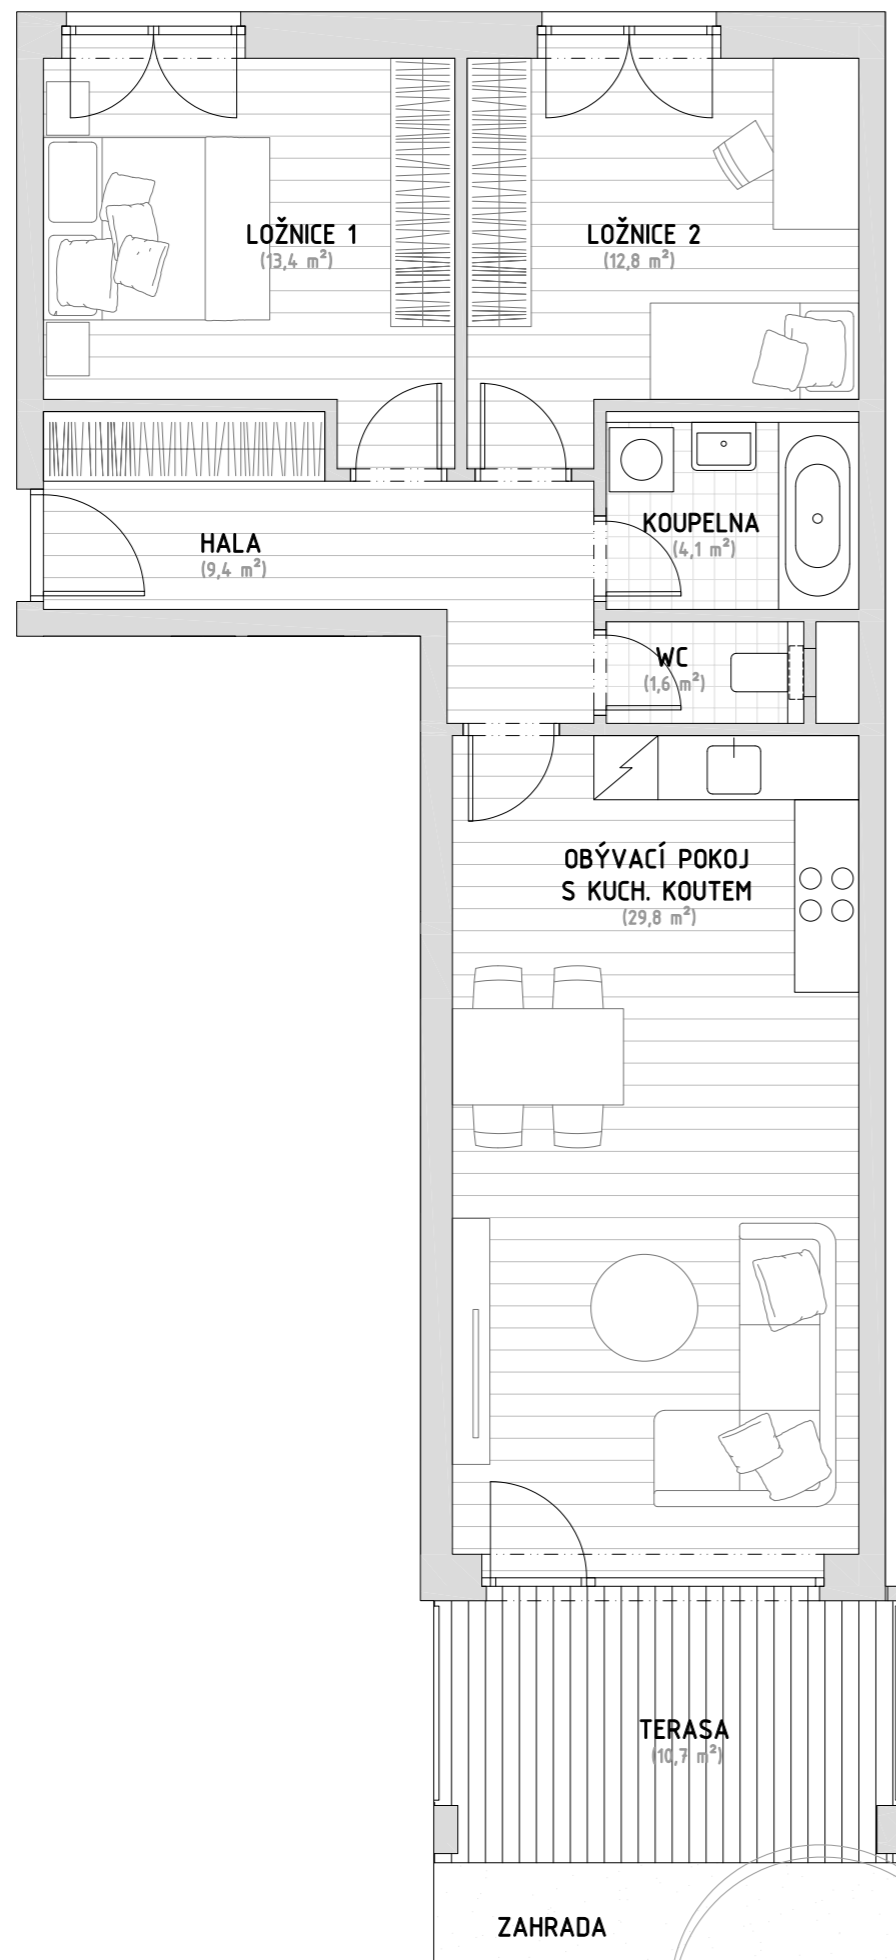 LOŽNICE 1
(13,4 m²)
LOŽNICE 2
(12,8 m²)
KOUPELNA
(4,1 m²)
HALA
(9,4 m²)
WC
(1,6 m²)
OBÝVACÍ POKOJ
S KUCH. KOUTEM
(29,8 m²)
TERASA
(10,7 m²)
ZAHRADA